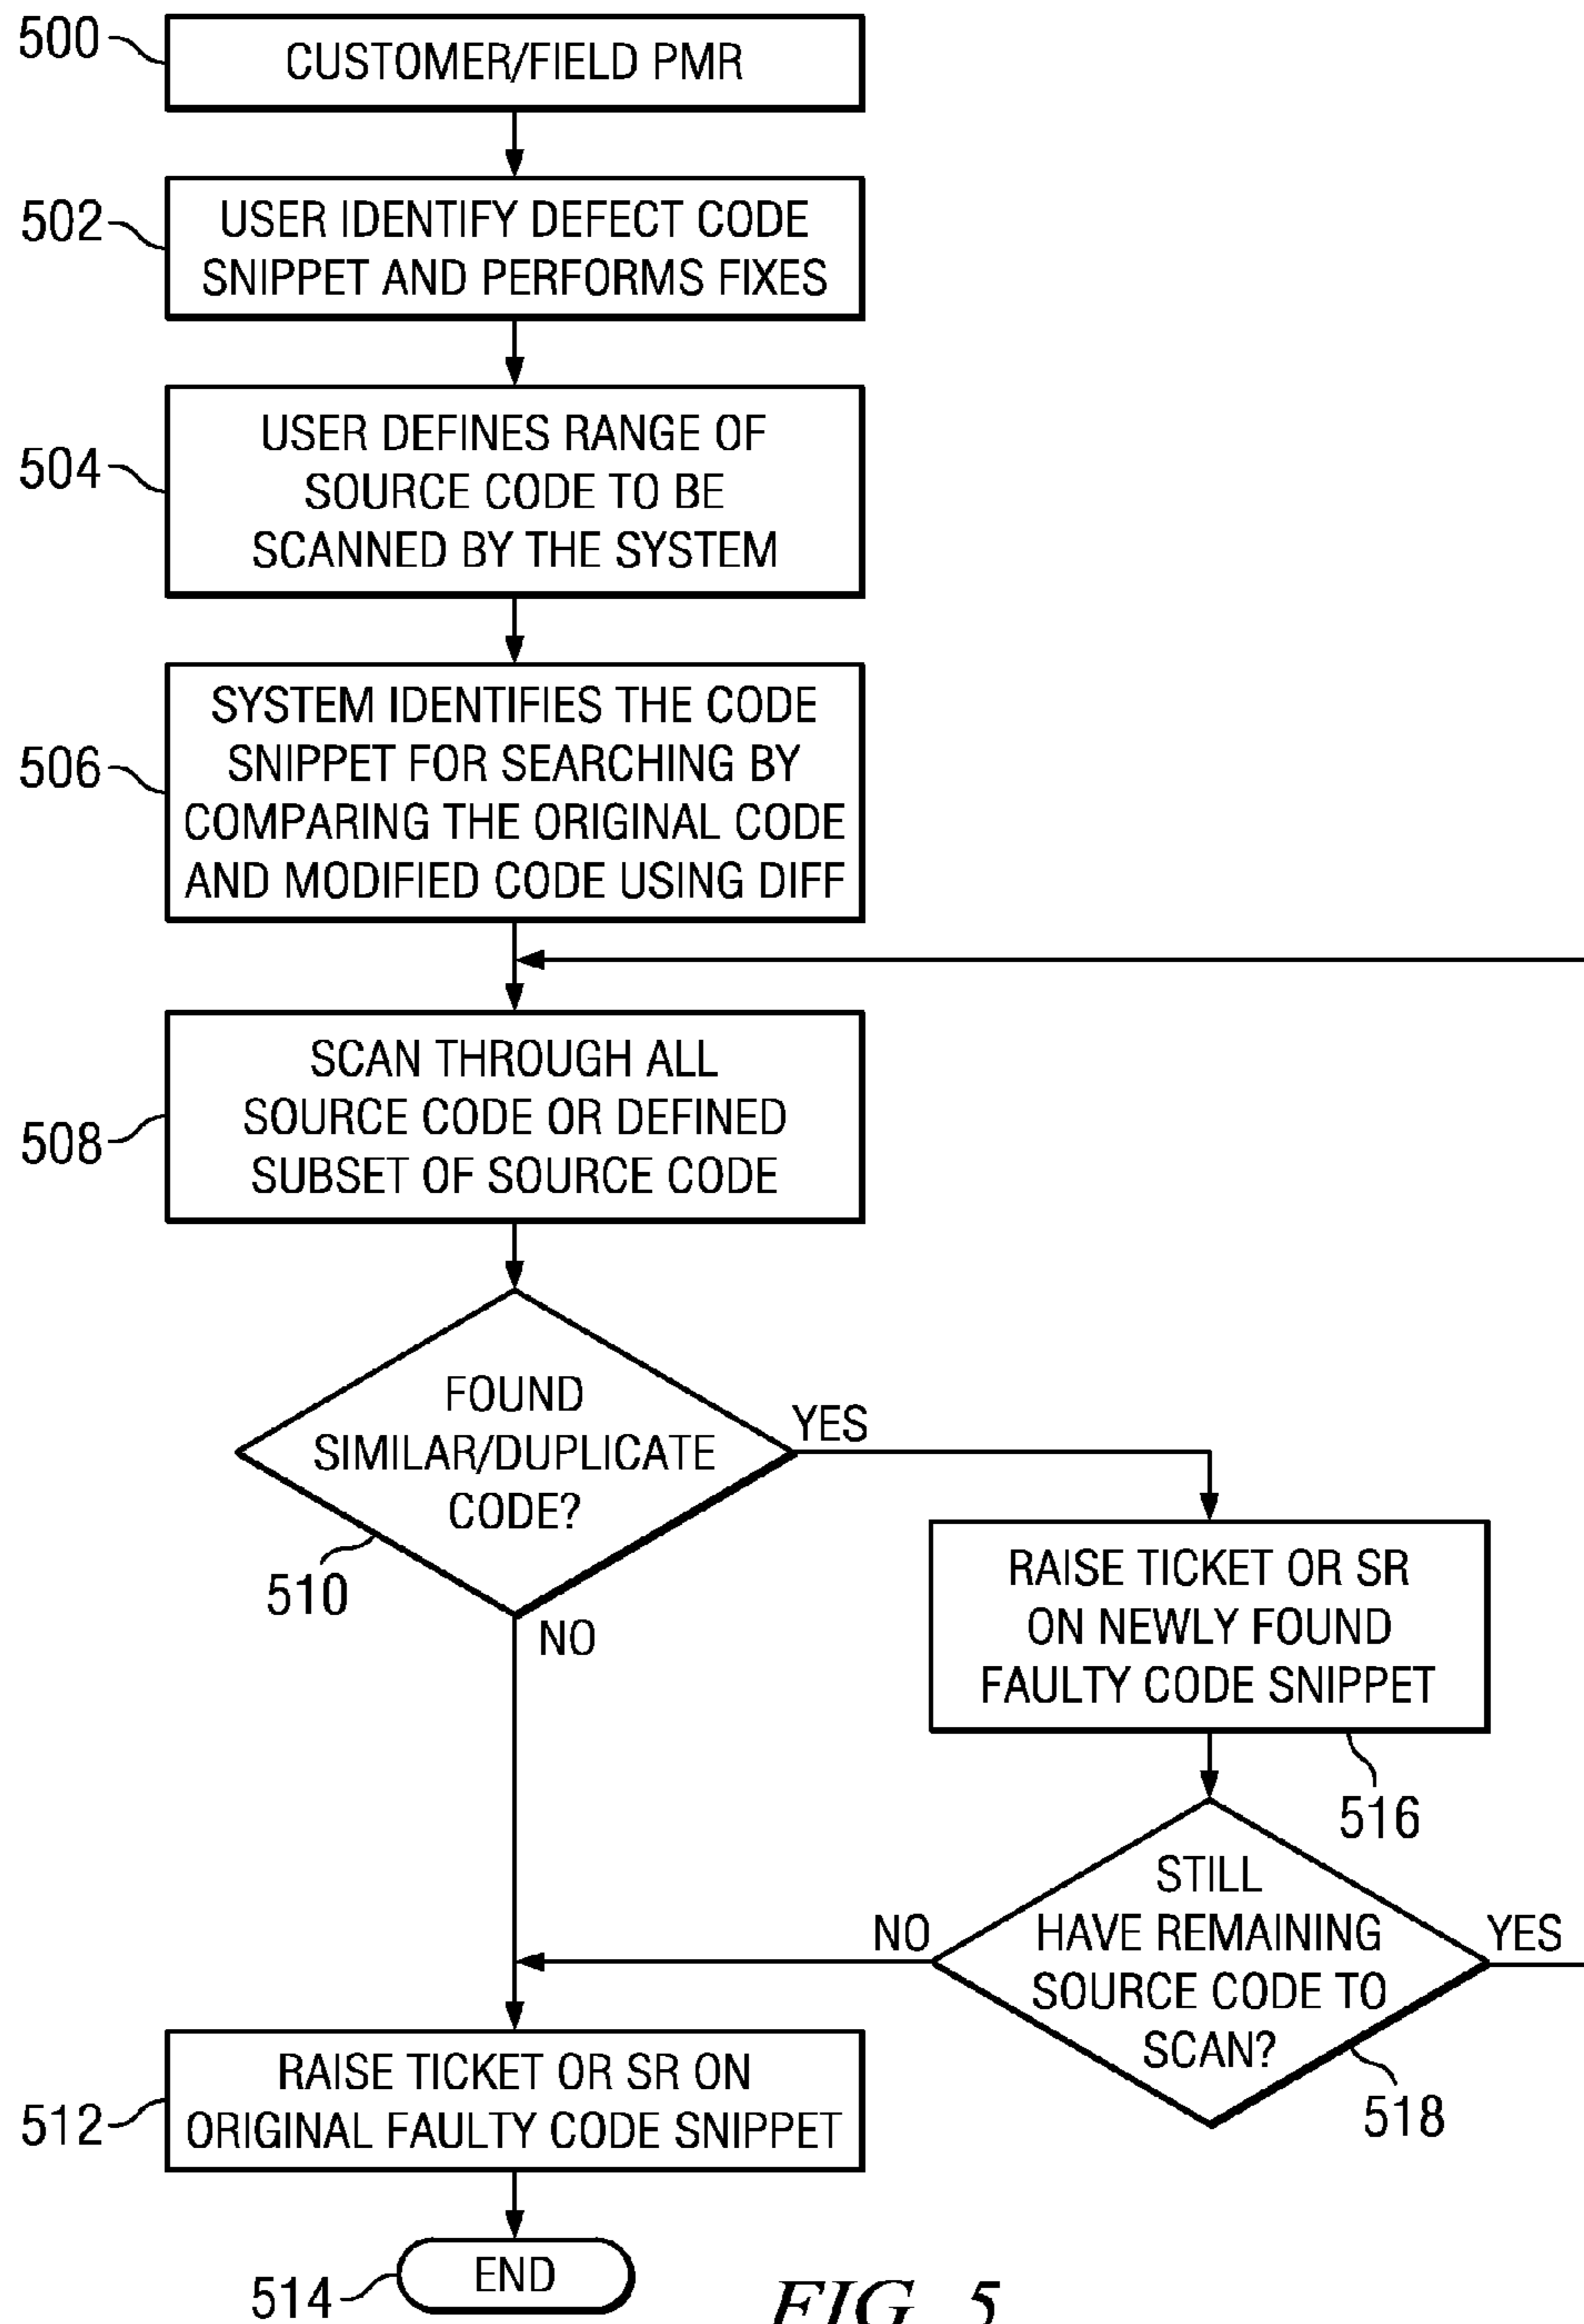 500
CUSTOMER/FIELD PMR
502
USER IDENTIFY DEFECT CODE
SNIPPET AND PERFORMS FIXES
504
USER DEFINES RANGE OF
SOURCE CODE TO BE
SCANNED BY THE SYSTEM
506
SYSTEM IDENTIFIES THE CODE
SNIPPET FOR SEARCHING BY
COMPARING THE ORIGINAL CODE
AND MODIFIED CODE USING DIFF
508
SCAN THROUGH ALL
SOURCE CODE OR DEFINED
SUBSET OF SOURCE CODE
FOUND
SIMILAR/DUPLICATE
CODE?
YES
510
NO
RAISE TICKET OR SR
ON NEWLY FOUND
FAULTY CODE SNIPPET
516
STILL
HAVE REMAINING
SOURCE CODE TO
SCAN?
NO
YES
518
512
RAISE TICKET OR SR ON
ORIGINAL FAULTY CODE SNIPPET
514
END
FIG. 5